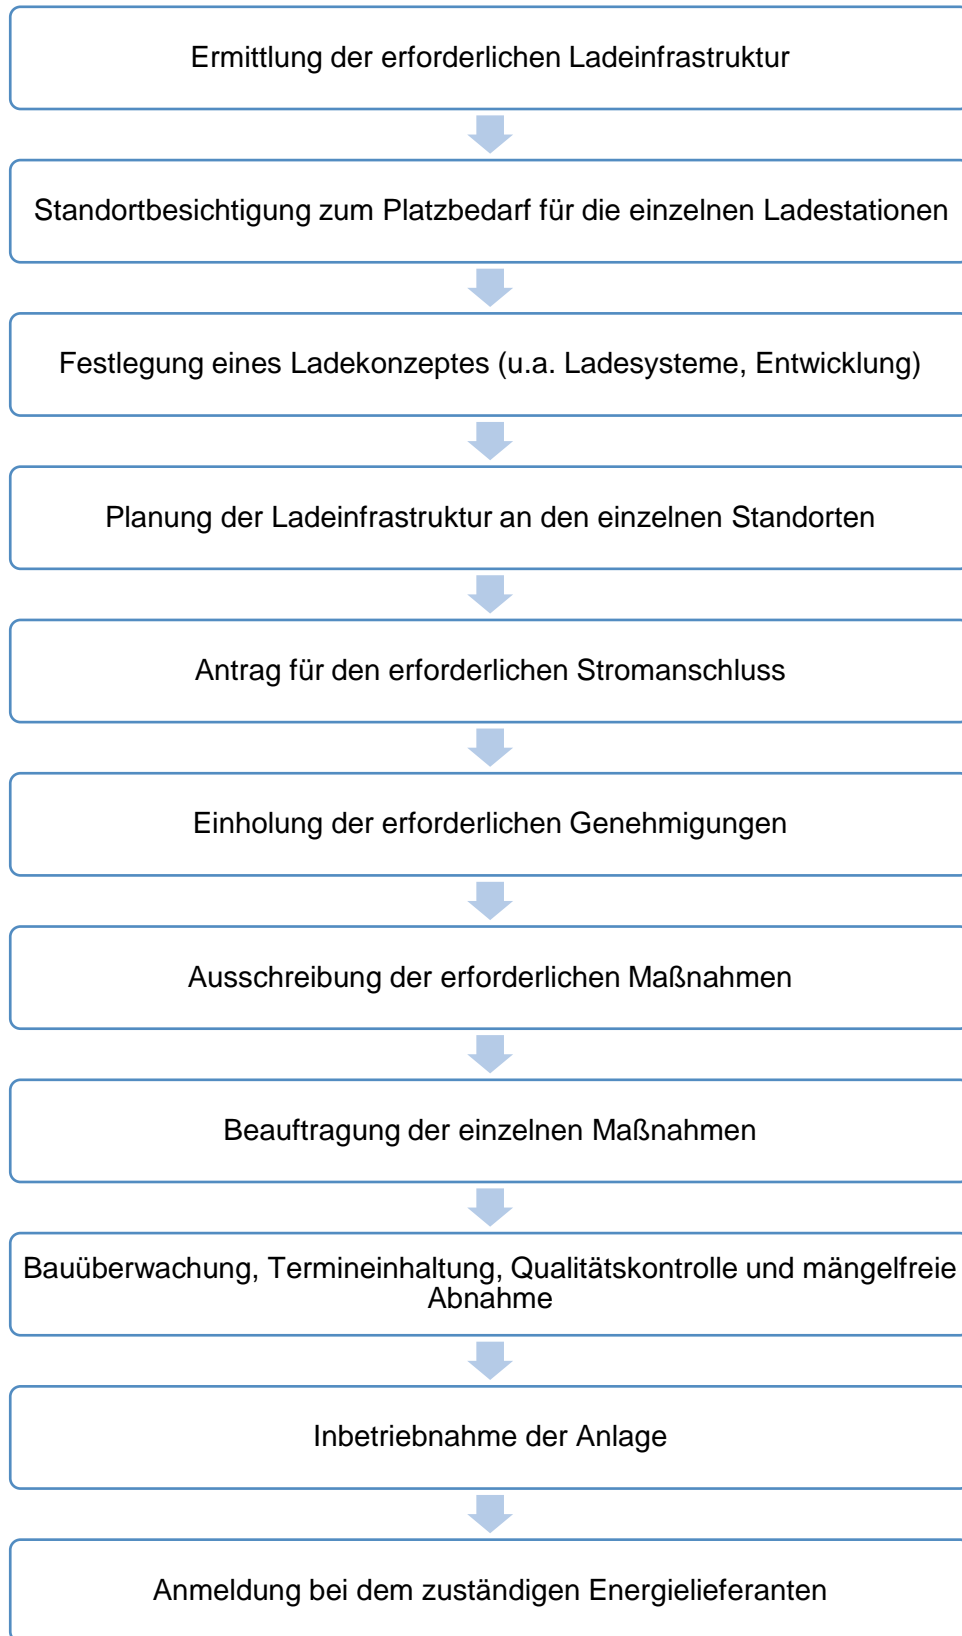 Ermittlung der erforderlichen Ladeinfrastruktur
Standortbesichtigung zum Platzbedarf für die einzelnen Ladestationen
Festlegung eines Ladekonzeptes (u.a. Ladesysteme, Entwicklung)
Planung der Ladeinfrastruktur an den einzelnen Standorten
Antrag für den erforderlichen Stromanschluss
Einholung der erforderlichen Genehmigungen
Ausschreibung der erforderlichen Maßnahmen
Beauftragung der einzelnen Maßnahmen
Bauüberwachung, Termineinhaltung, Qualitätskontrolle und mängelfreie
Abnahme
Inbetriebnahme der Anlage
Anmeldung bei dem zuständigen Energielieferanten